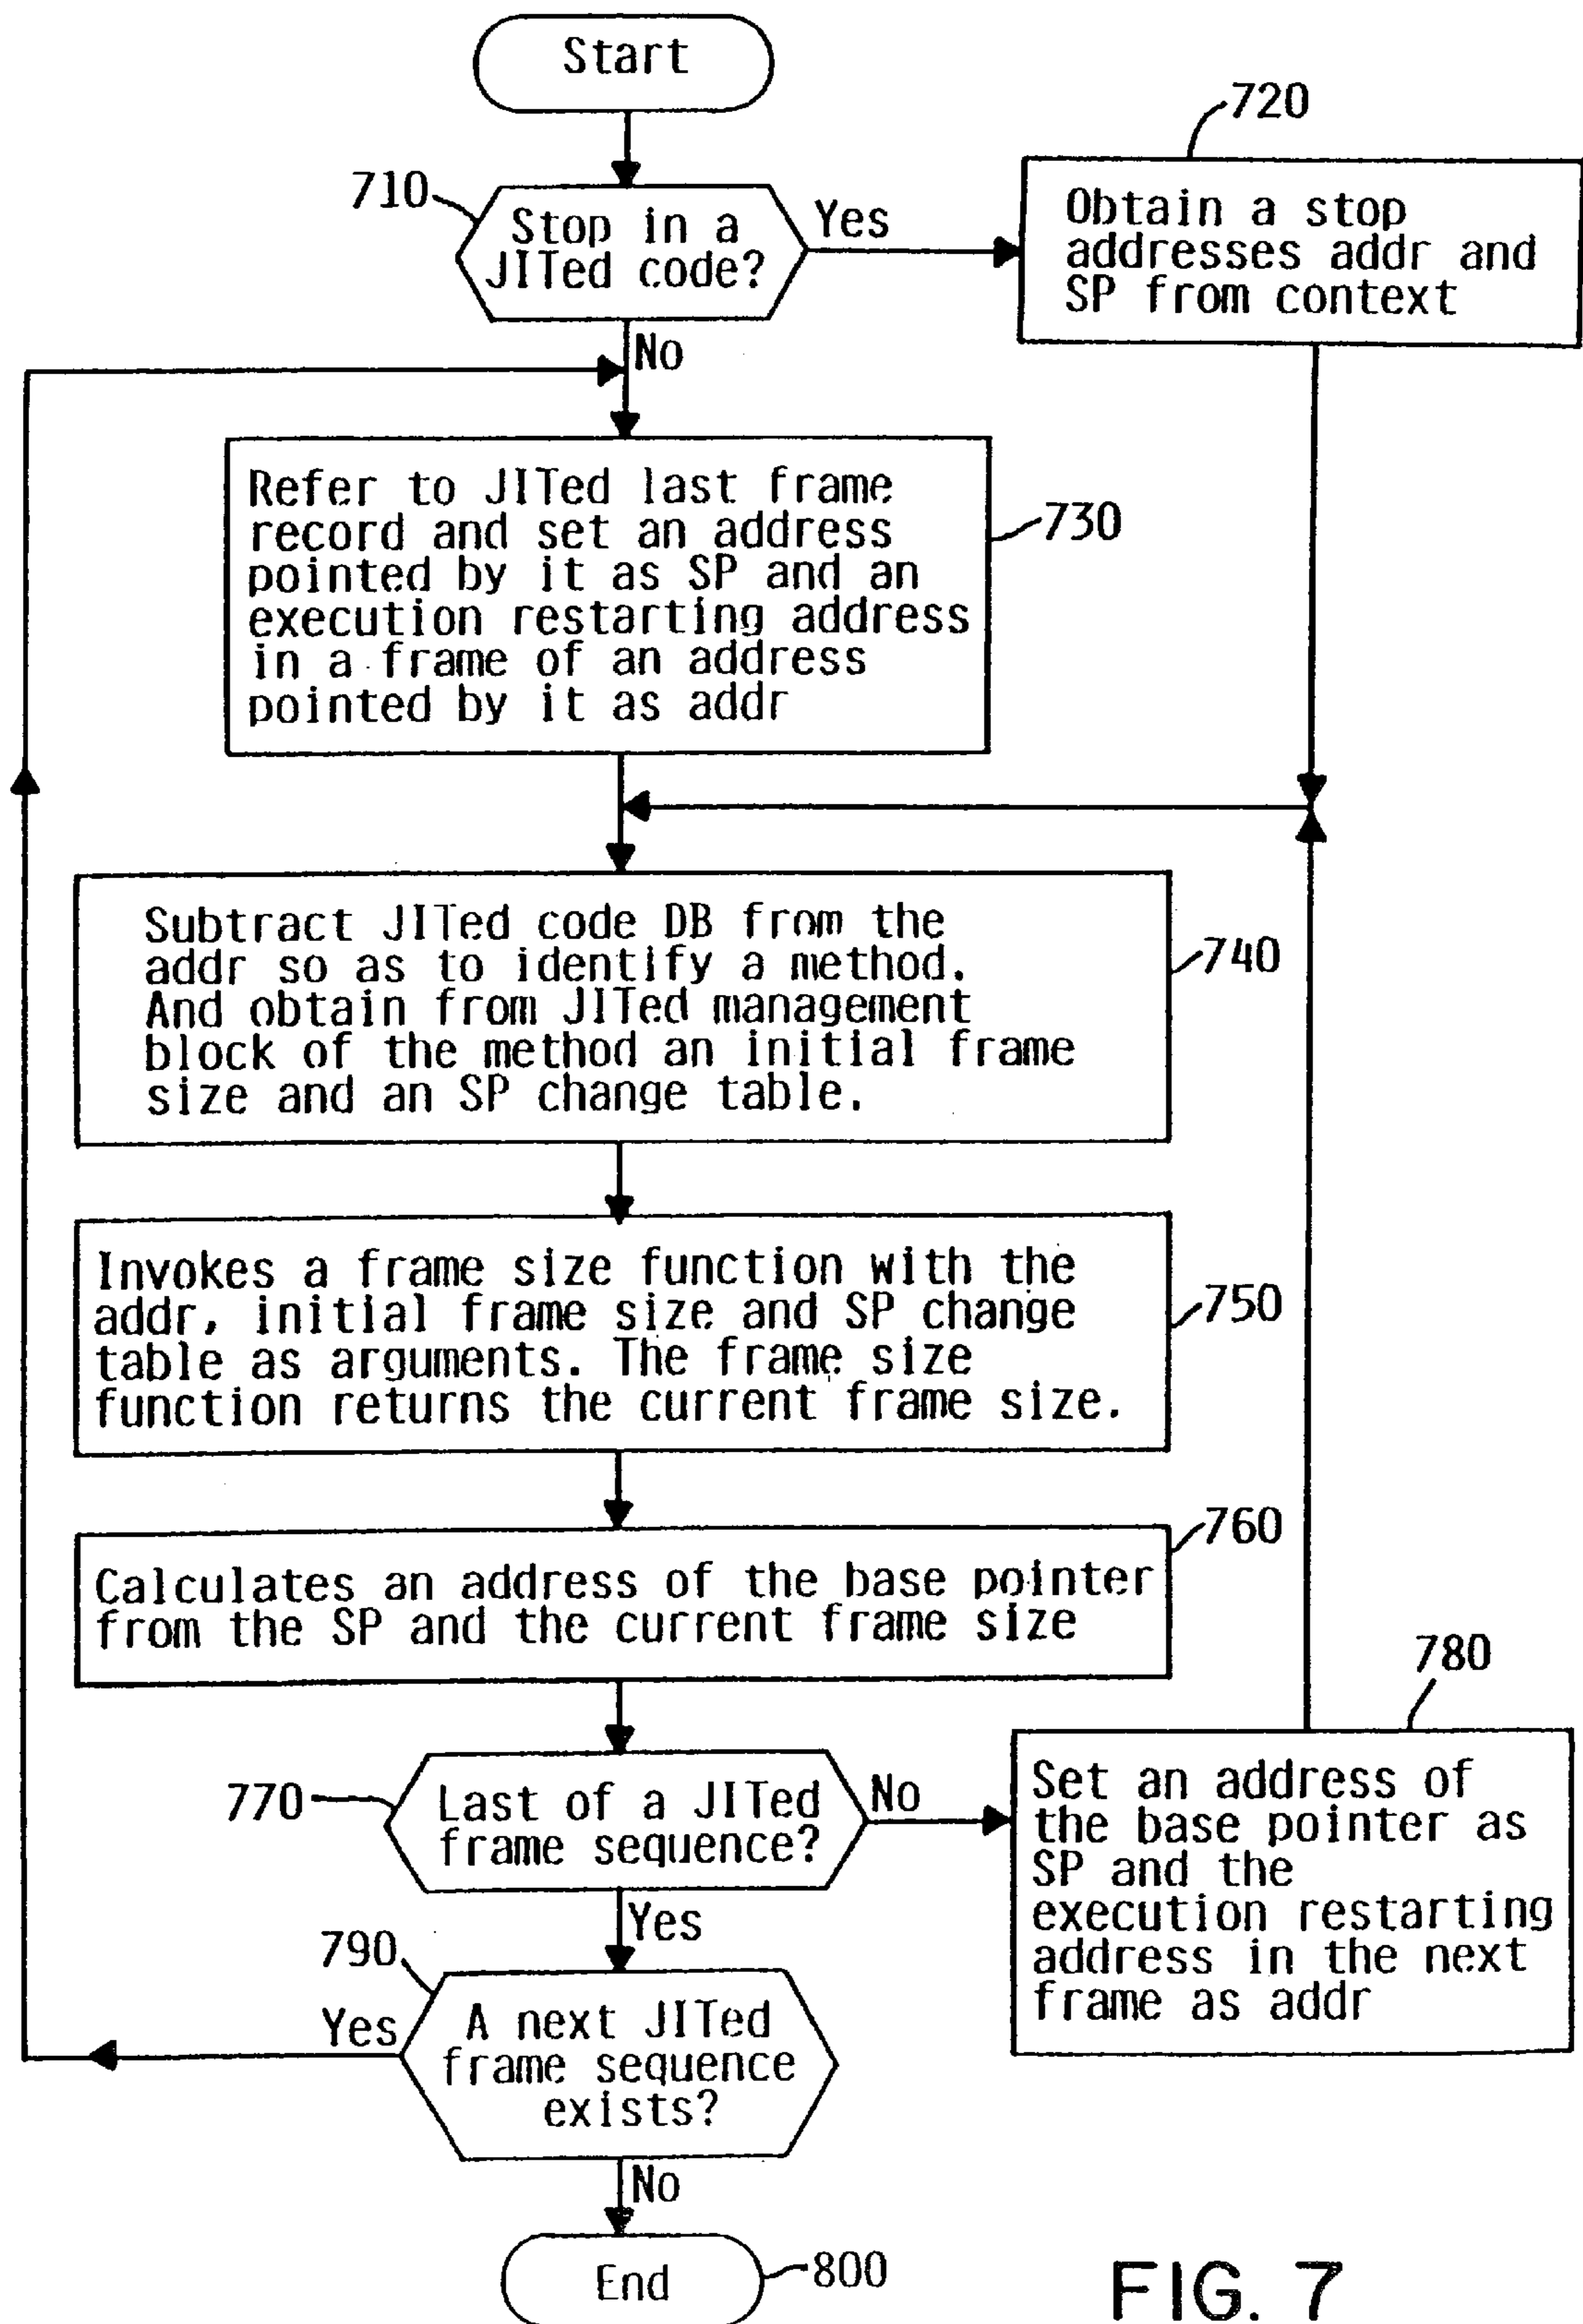 Start
720
710
Stop in a
JITed code?
Yes
Obtain a stop
addresses addr and
SP from context
No
Refer to JITed last frame
record and set an address
pointed by it as SP and an
execution restarting address
in a frame of an address
pointed by it as addr
730
Subtract JITed code DB from the
addr so as to identify a method.
And obtain from JITed management
block of the method an initial frame
size and an SP change table.
740
Invokes a frame size function with the
addr, initial frame size and SP change
table as arguments. The frame size
function returns the current frame size.
750
760
Calculates an address of the base pointer
from the SP and the current frame size
780
770
Last of a JITed
frame sequence?
No
Set an address of
the base pointer as
SP and the
execution restarting
address in the next
frame as addr
Yes
790
Yes
A next JITed
frame sequence
exists?
No
End
800
FIG. 7